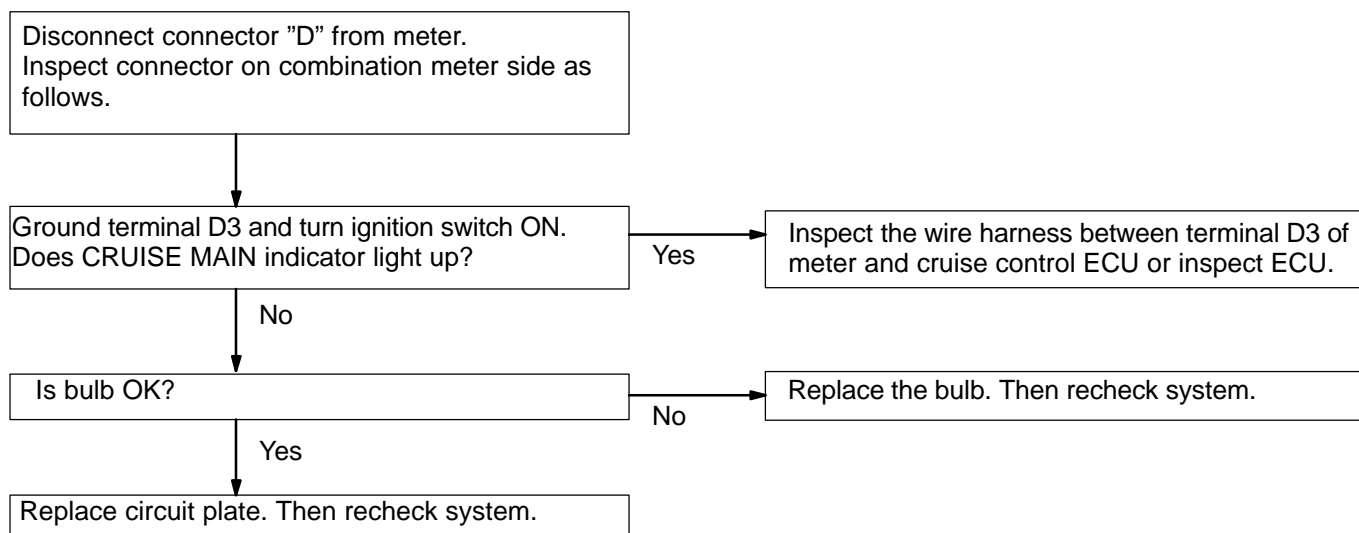 Disconnect connector ”D” from meter.
Inspect connector on combination meter side as
follows.
Ground terminal D3 and turn ignition switch ON.
Does CRUISE MAIN indicator light up?
Yes
Inspect the wire harness between terminal D3 of
meter and cruise control ECU or inspect ECU.
No
Is bulb OK?
No
Replace the bulb. Then recheck system.
Yes
Replace circuit plate. Then recheck system.